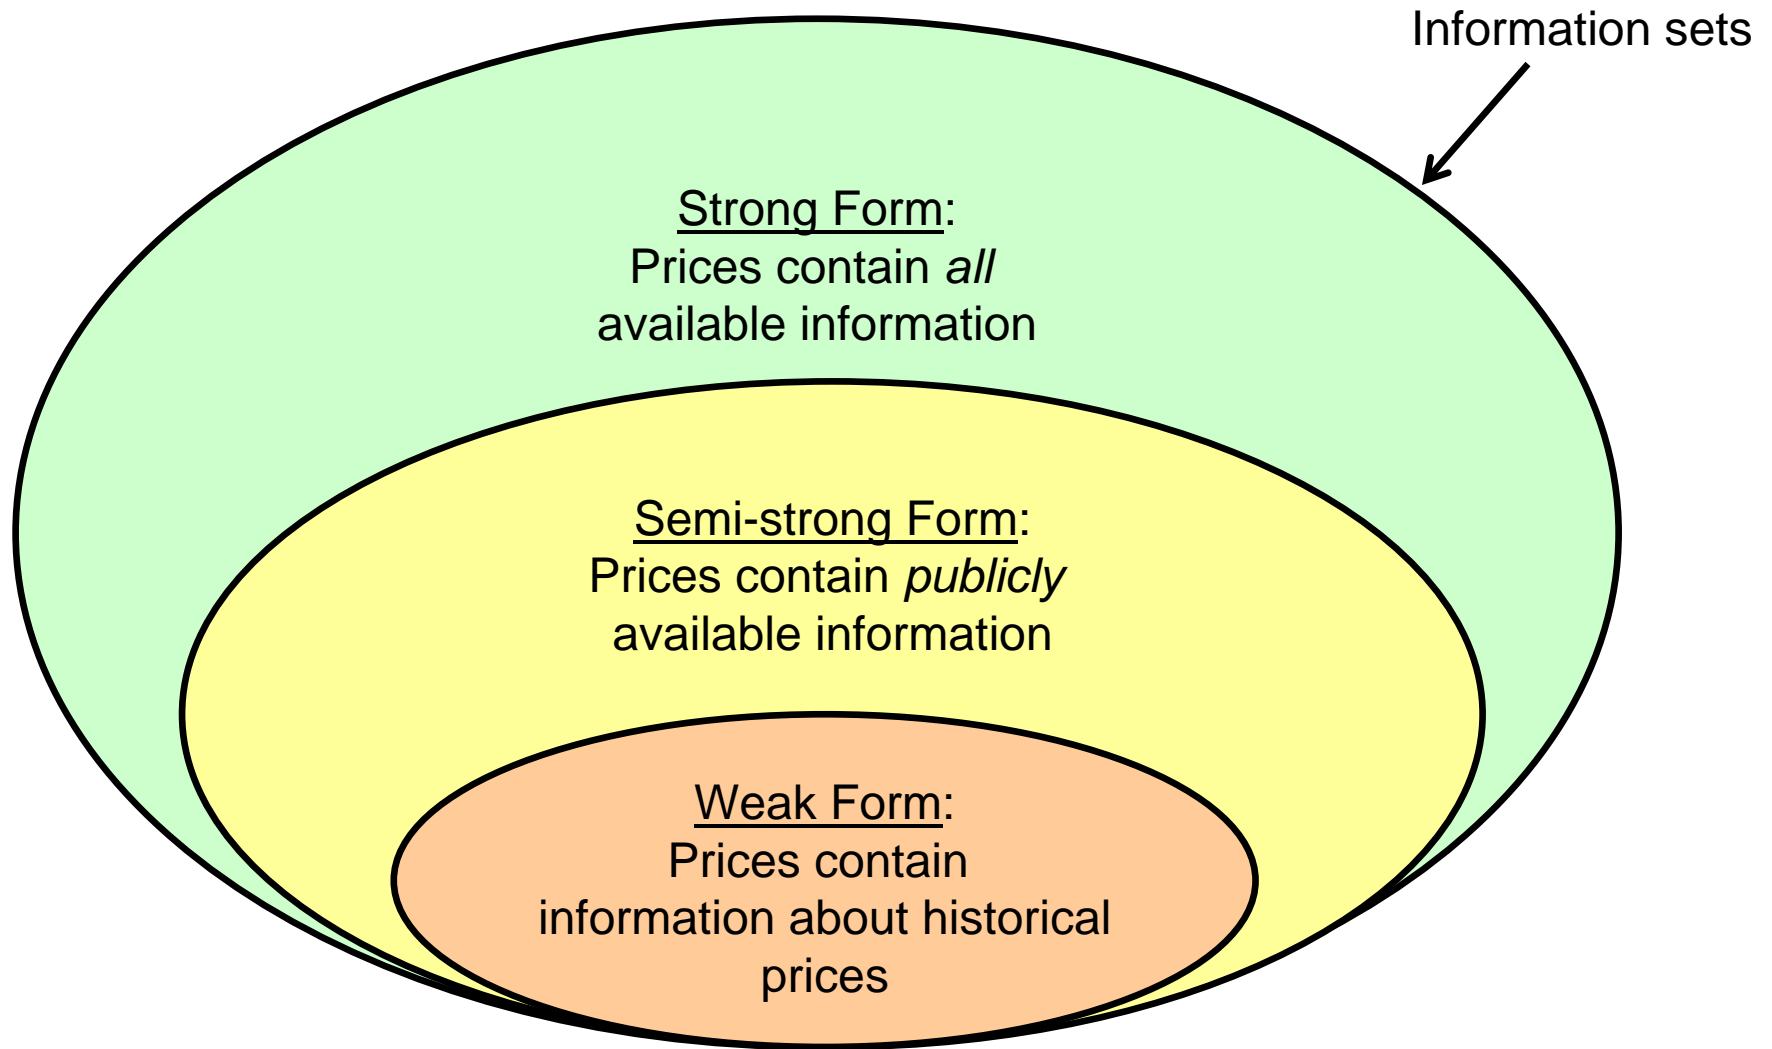 Information sets
Strong Form:
Prices contain all
available information
Semi-strong Form:
Prices contain publicly
available information
Weak Form:
Prices contain
information about historical
prices